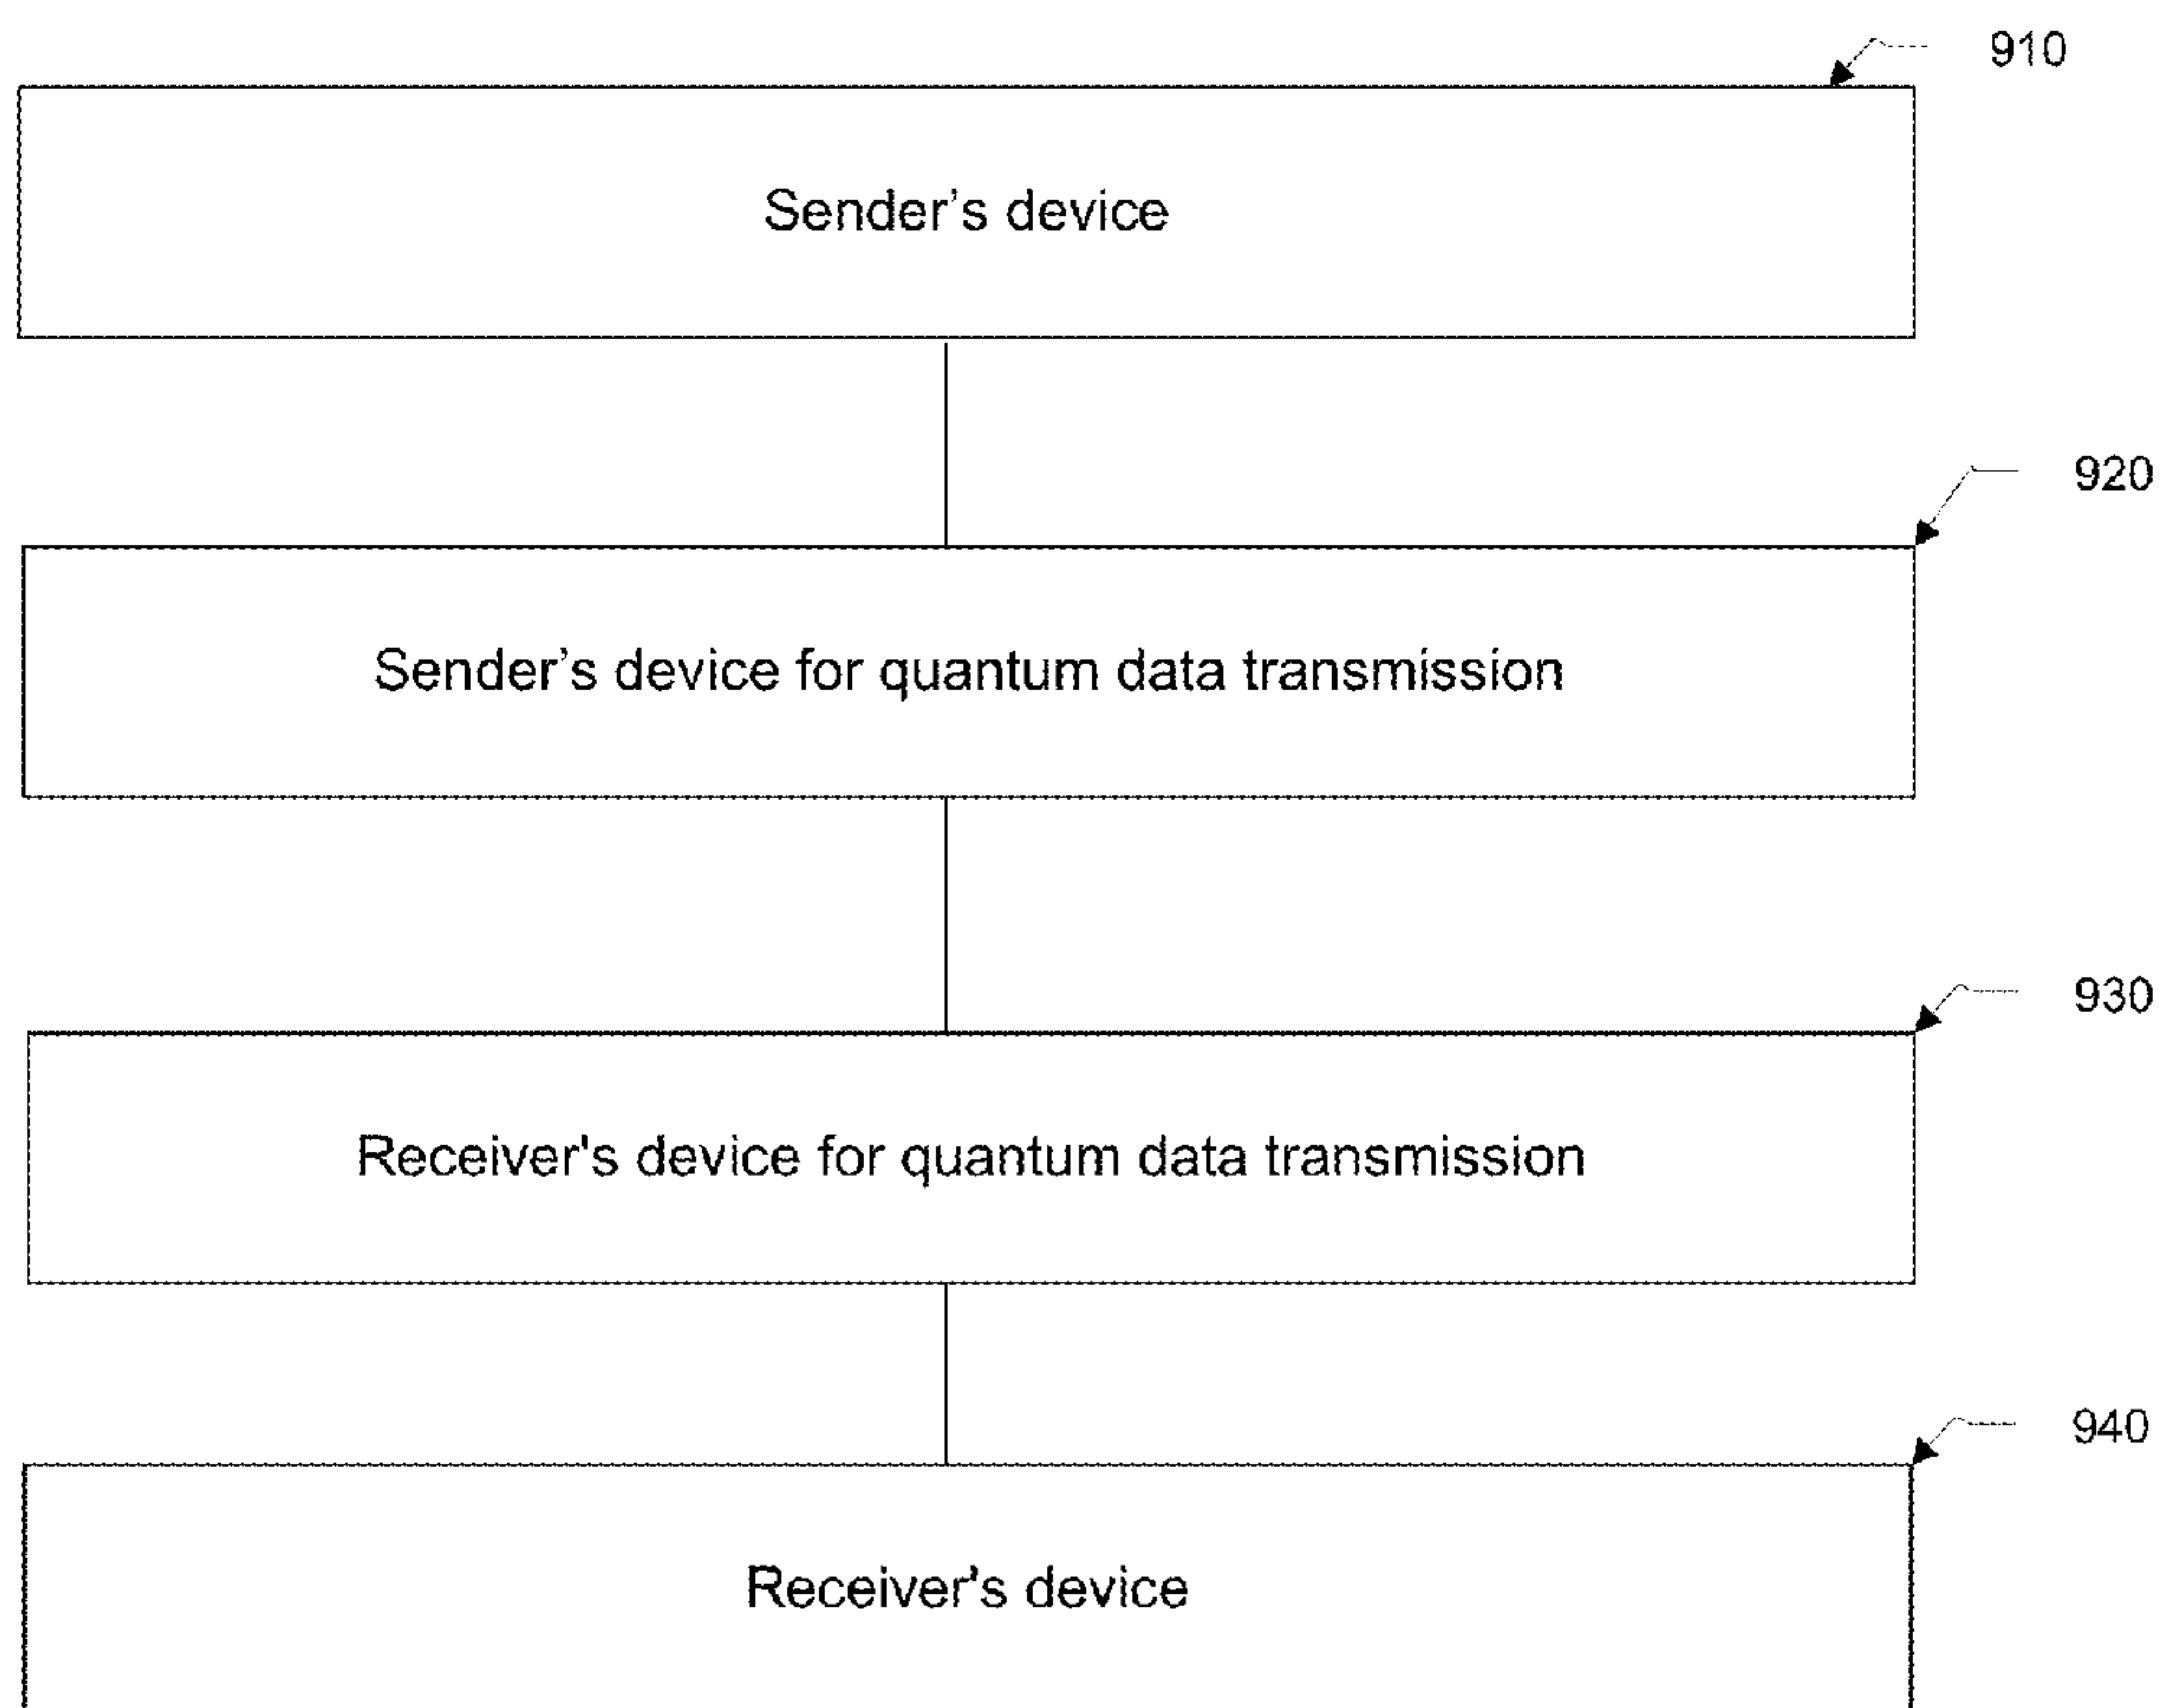 910
Sender’s device
920
Sender’s device for quantum data transmission
930
Receiver's device for quantum data transmission
940
Receiver's device